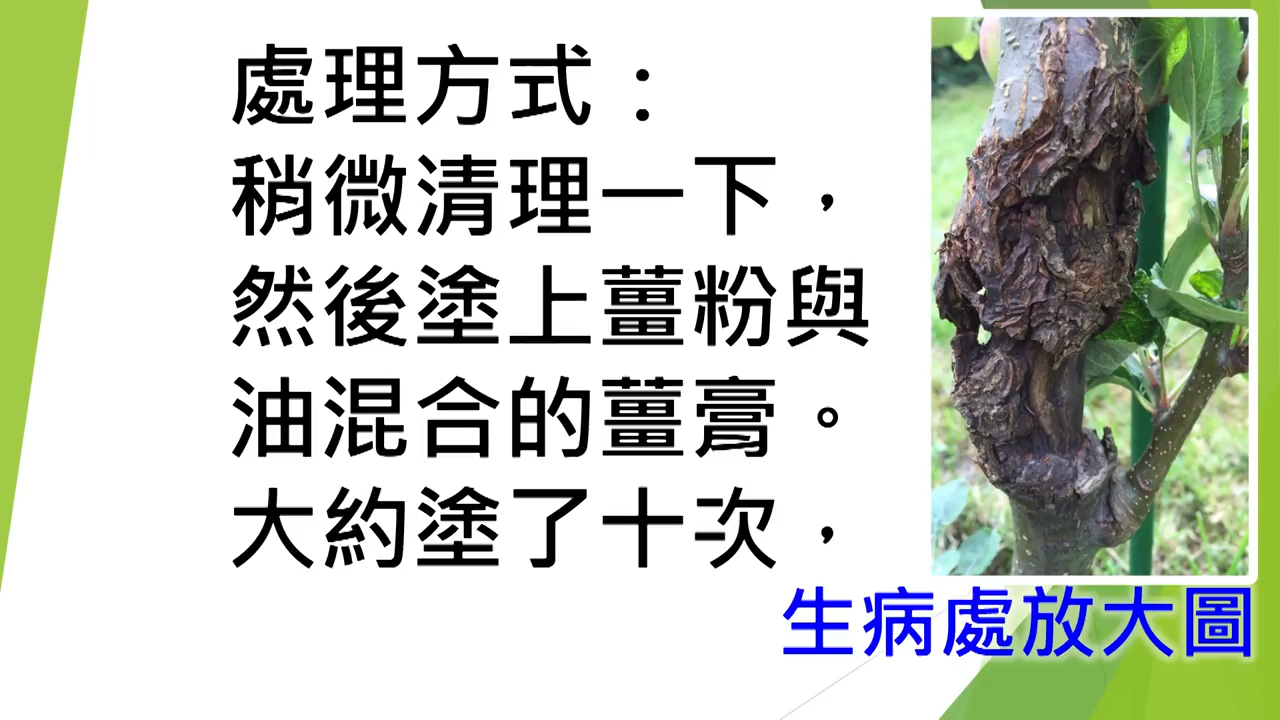 處理方式：
稍微清理一下，
然後塗上薑粉與
油混合的薑膏。
大約塗了十次，
生病處放大圖